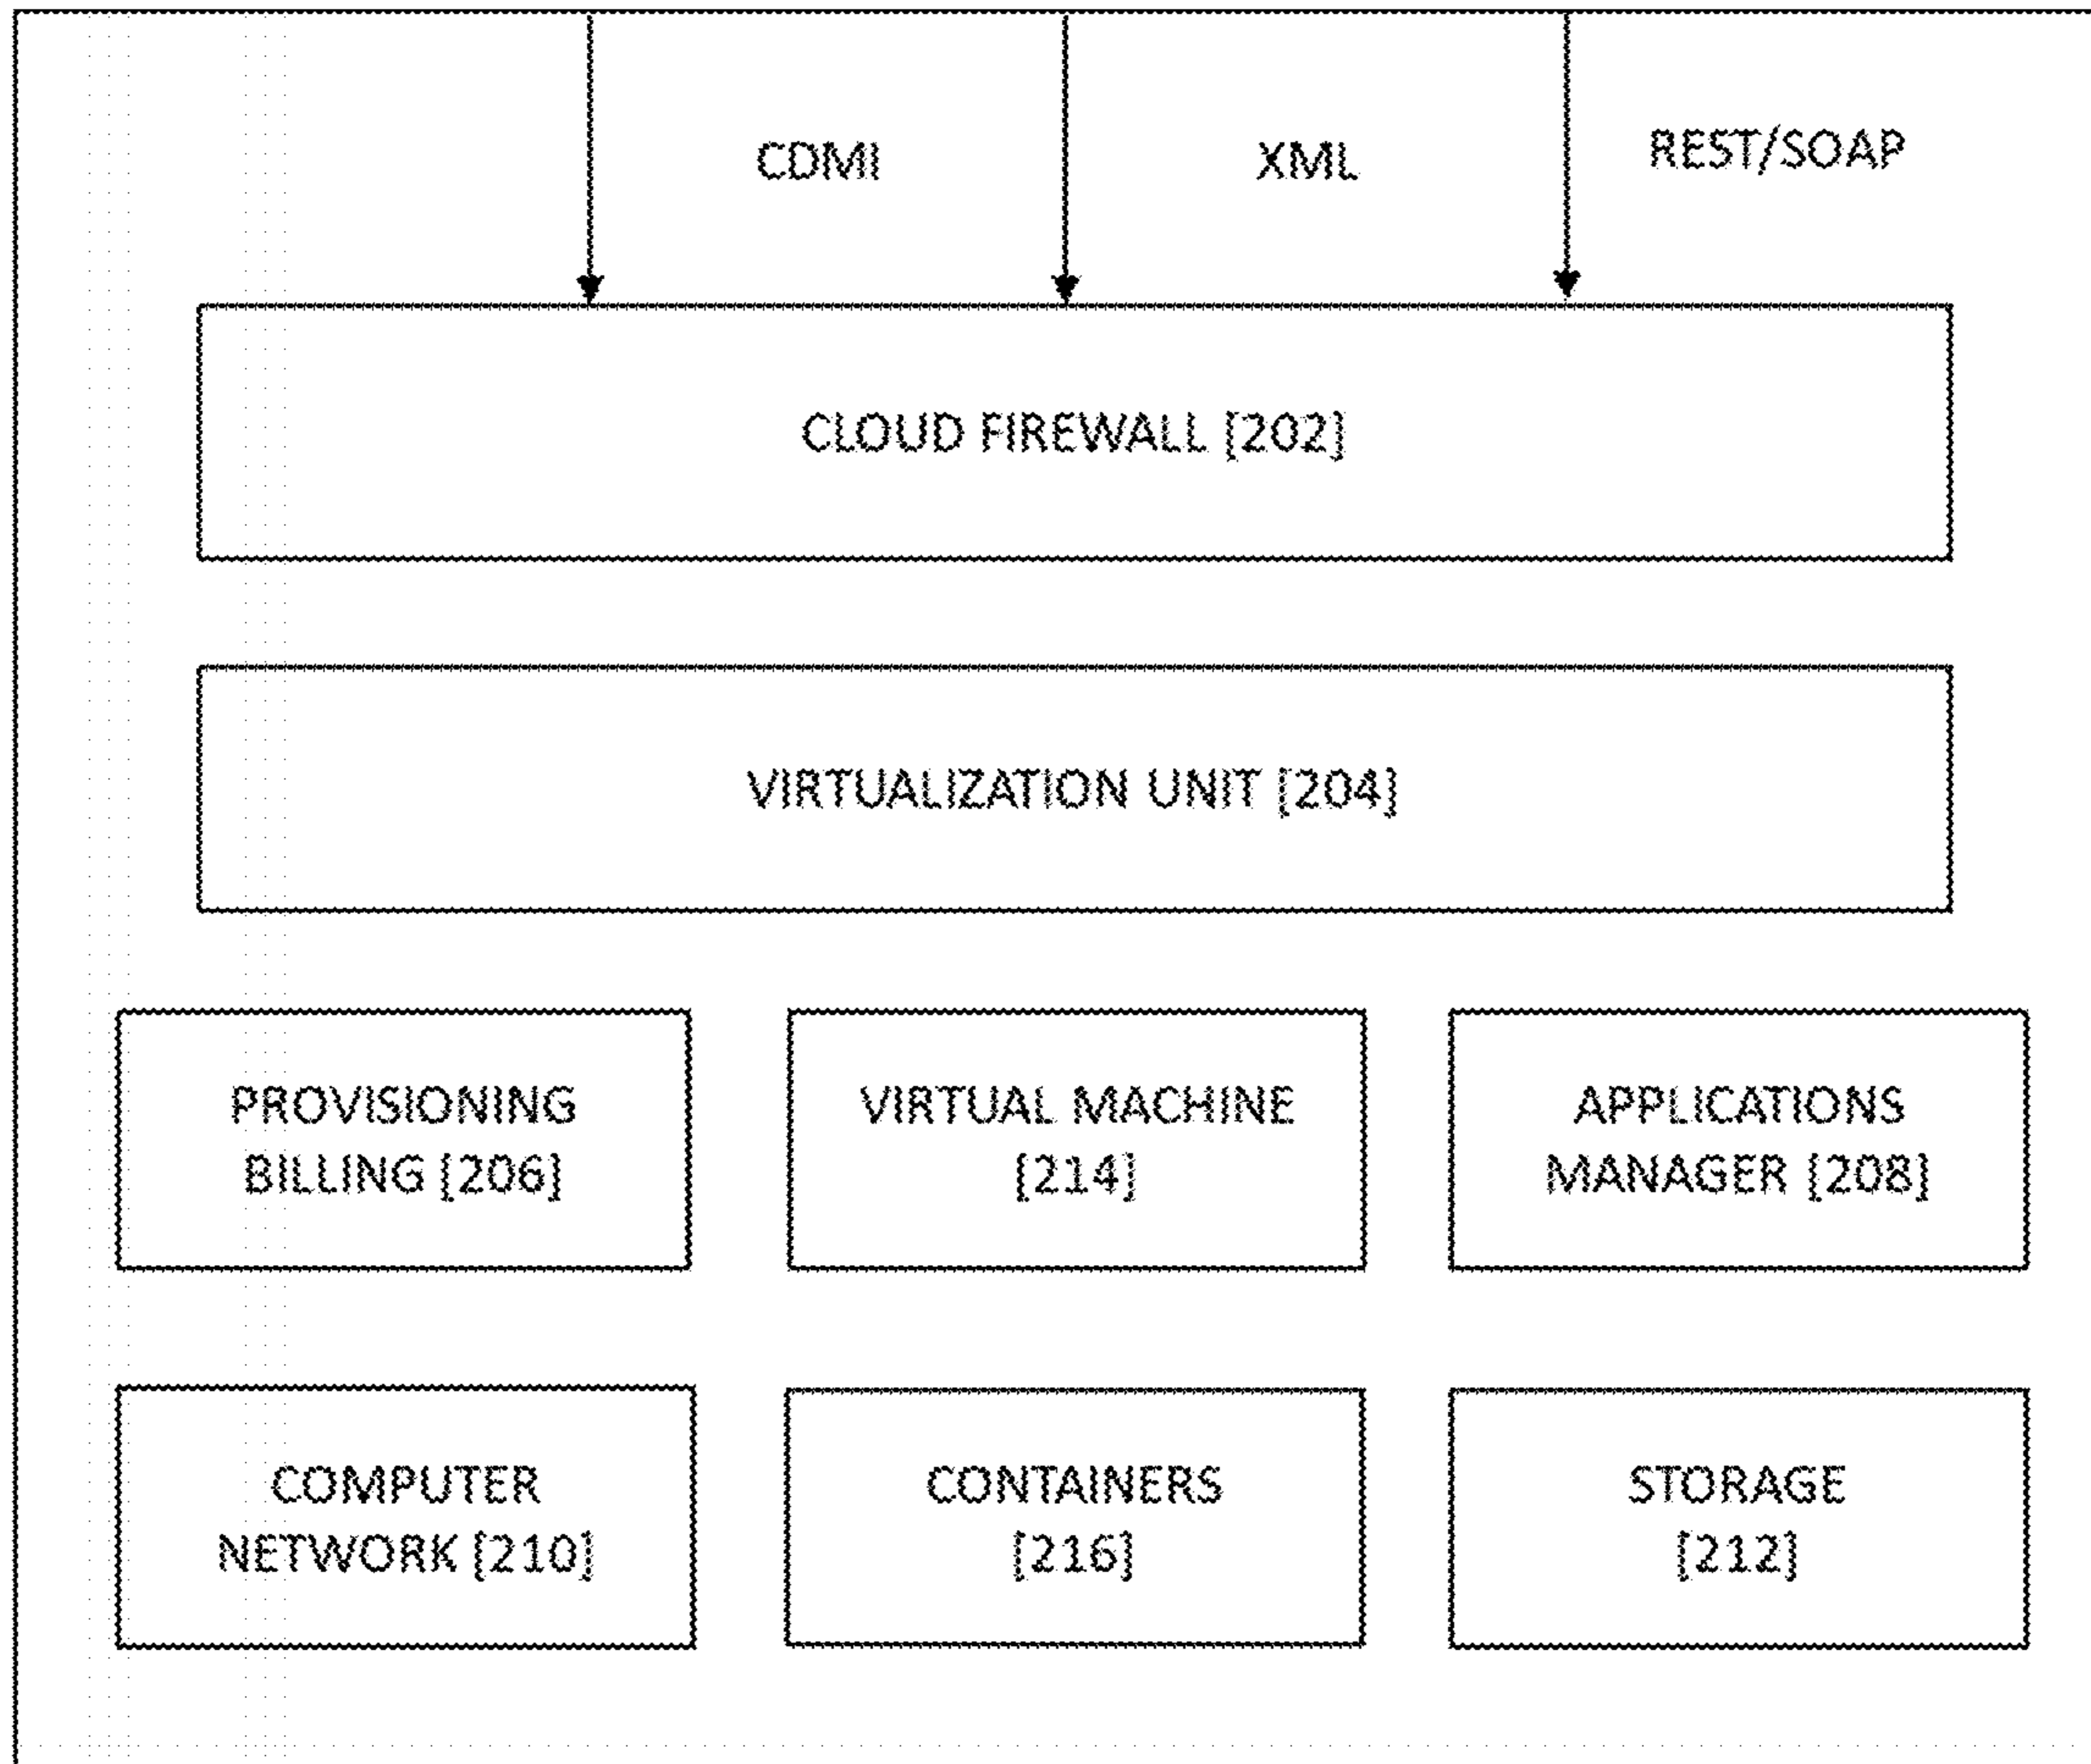 CDMI
XML
REST/SOAP
CLOUD FIREWALL [202]
VIRTUALIZATION UNIT [204]
PROVISIONING
BILLING [206]
VIRTUAL MACHINE
[214]
APPLICATIONS
MANAGER [208]
COMPUTER
NETWORK [210]
CONTAINERS
[216]
STORAGE
[212]